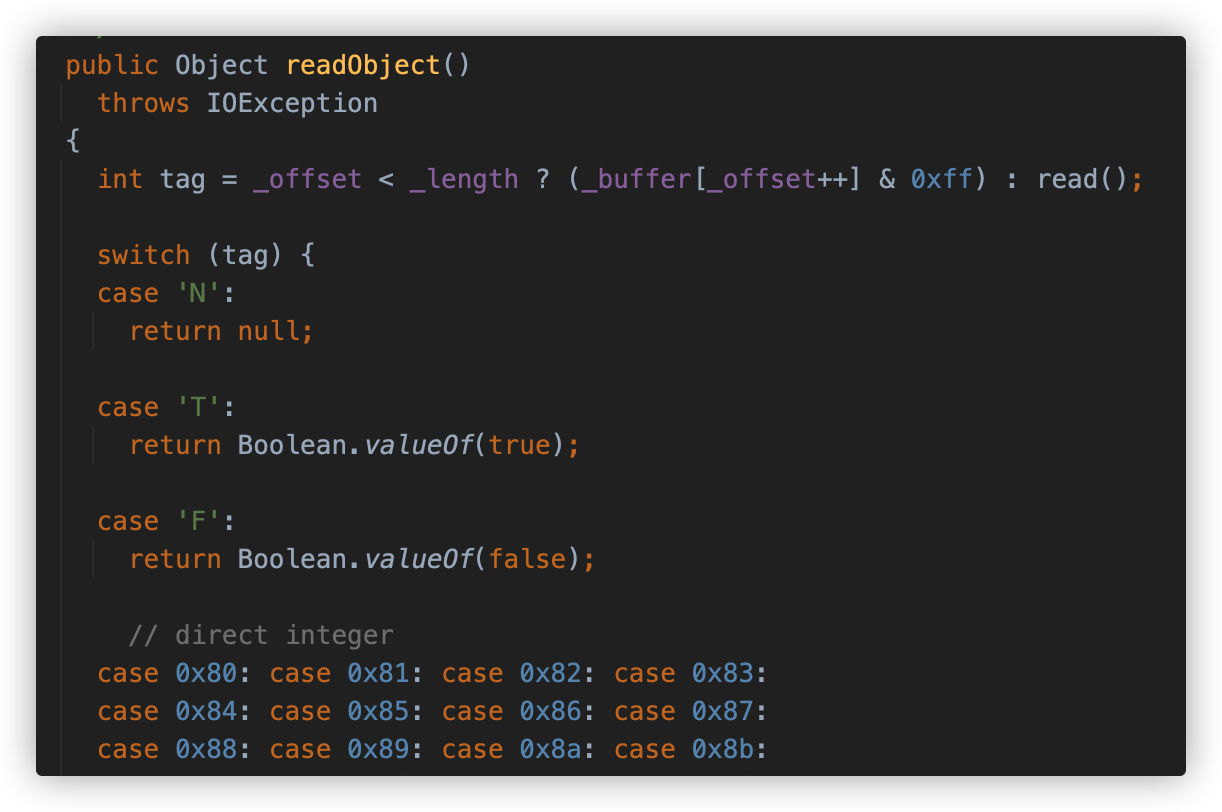 public Object readObject()
throws IOException
{
int tag = _offset < _length ? (_buffer[_offset++] & 0xff) : read();
switch (tag) {
case 'N':
return null;
case 'T':
return Boolean.valueOf(true);
case 'F':
return Boolean.valueOf(false);
// direct integer
case 0x80: case 0x81: case 0x82: case 0x83:
case 0x84: case 0x85: case 0x86: case 0x87:
case 0x88: case 0x89: case 0x8a: case 0x8b: